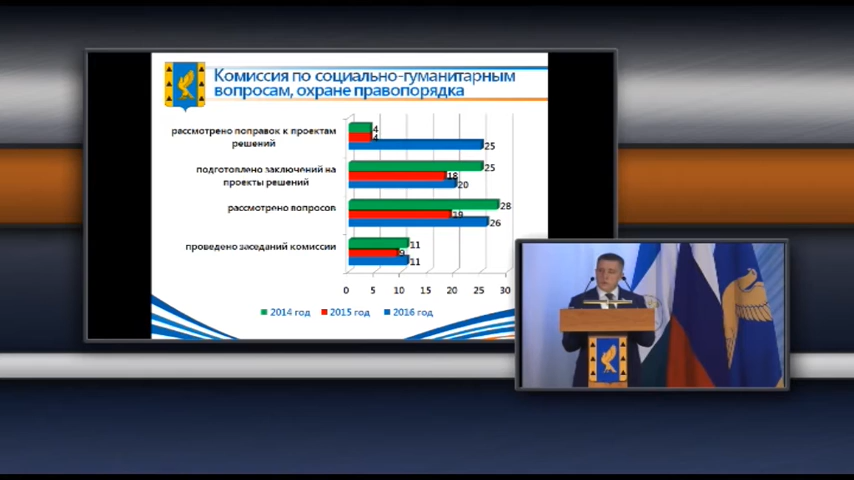 Комиссия по социально-гуманитарным
вопросам, охране правопорядка
рассмотрено поправок к проектам
решений
4
4
25
подготовлено заключений на
проекты решений
25
18
20
рассмотрено вопросов
28
19
26
проведено заседаний комиссии
11
9
11
0 5 10 15 20 25 30
2014 год 2015 год 2016 год